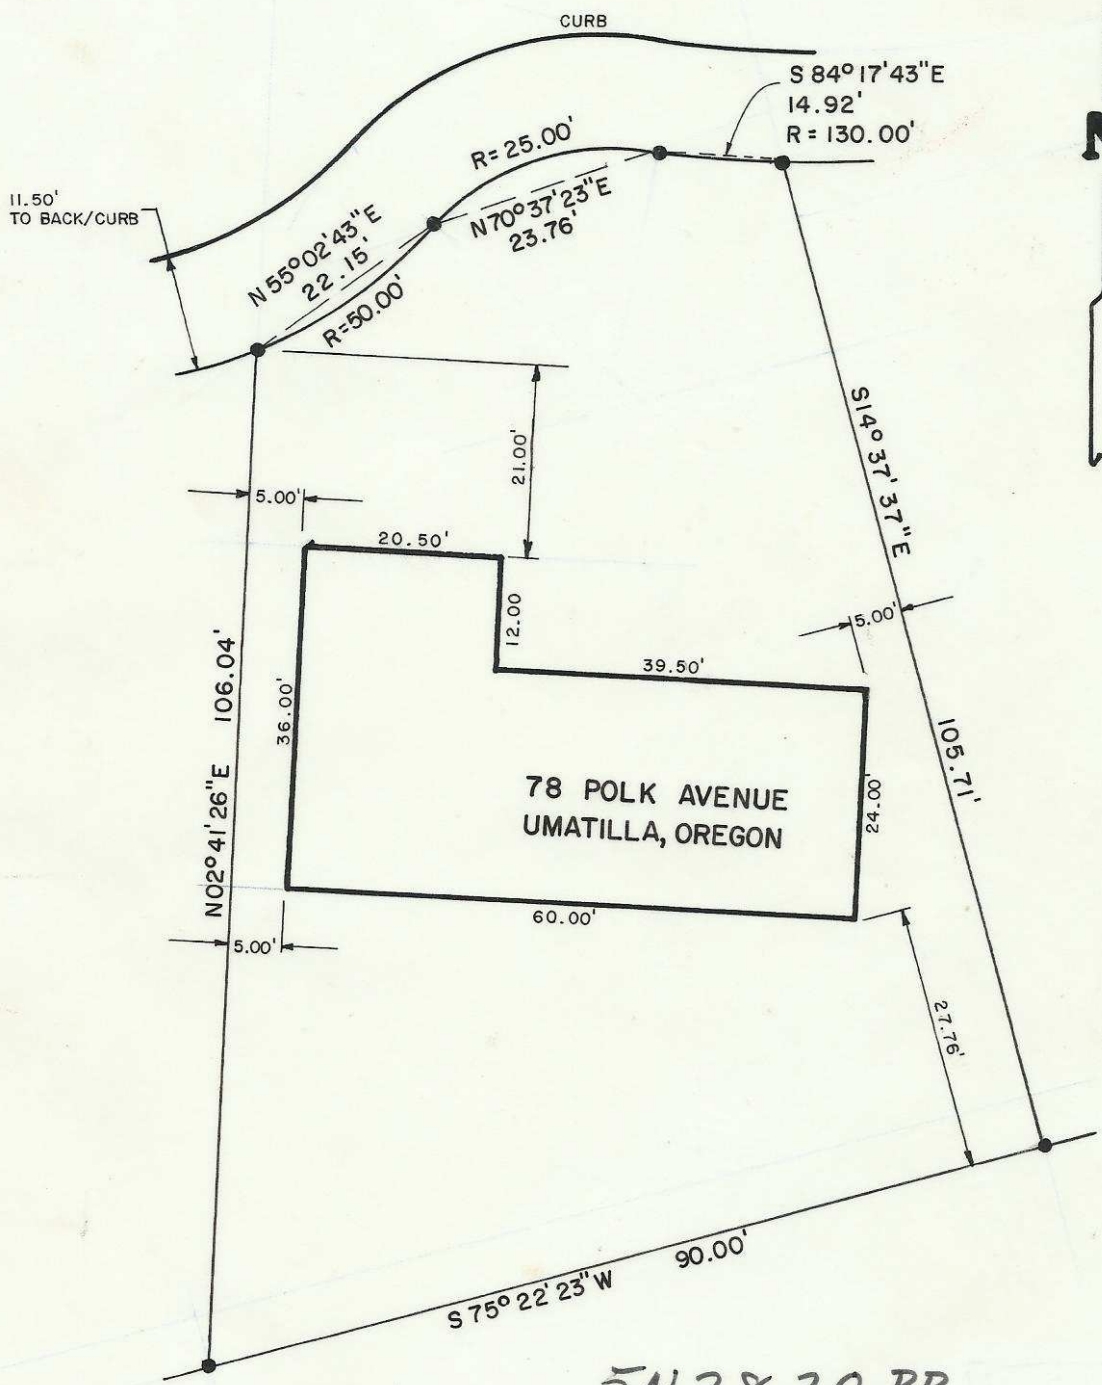 CURB
S 84° 17' 43" E
14.92'
R = 130.00'
N
R = 25.00'
11.50'
TO BACK/CURB
N 70° 37' 23" E
23.76'
N 55° 02' 43" E
22.15'
R=50.00'
21.00'
S 14° 37' 37" E
5.00'
20.50'
12.00
5.00'
39.50'
N 02° 41' 26" E 106.04'
36.00'
105.71'
78 POLK AVENUE
UMATILLA, OREGON
24.00'
60.00'
5.00'
27.76'
90.00'
S 75° 22' 23" W